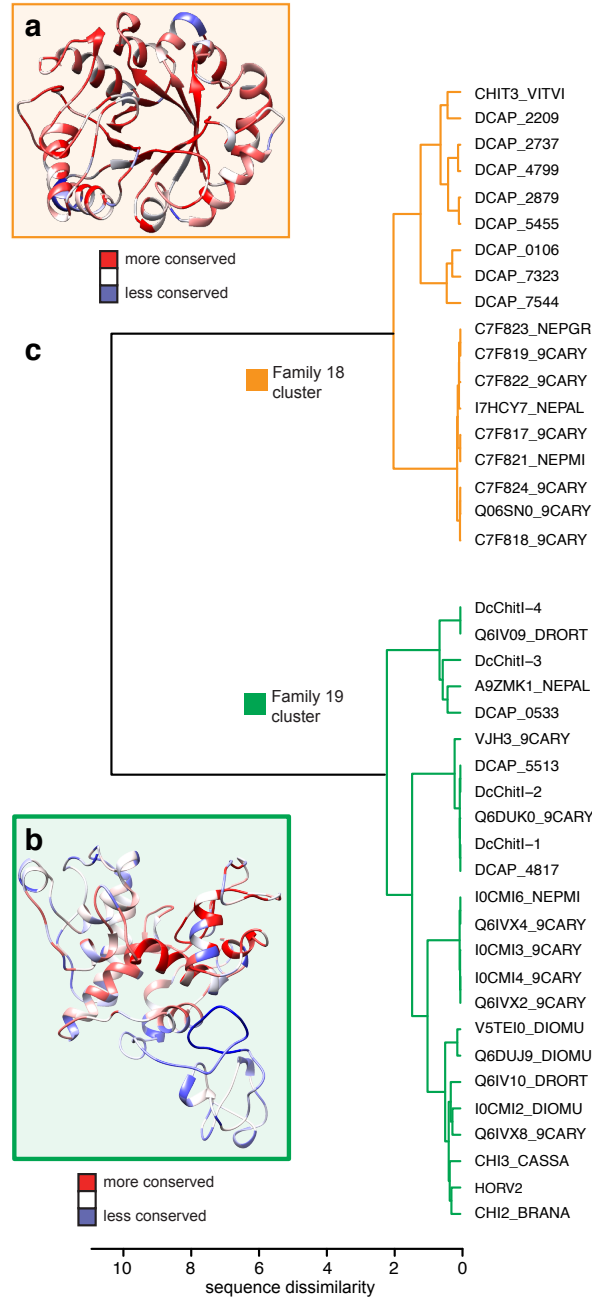 a
more conserved
less conserved
c
Family 18
cluster
CHIT3_VITVI
DCAP_2209
DCAP_2737
DCAP_4799
DCAP_2879
DCAP_5455
DCAP_0106
DCAP_7323
DCAP_7544
C7F823_NEPGR
C7F819_9CARY
C7F822_9CARY
I7HCY7_NEPAL
C7F817_9CARY
C7F821_NEPMI
C7F824_9CARY
Q06SN0_9CARY
C7F818_9CARY
Family 19
cluster
DcChitI-4
Q6IV09_DRORT
DcChitI-3
A9ZMK1_NEPAL
DCAP_0533
VJH3_9CARY
DCAP_5513
DcChitI-2
Q6DUK0_9CARY
DcChitI-1
DCAP_4817
I0CMI6_NEPMI
Q6IVX4_9CARY
I0CMI3_9CARY
I0CMI4_9CARY
Q6IVX2_9CARY
V5TEI0_DIOMU
Q6DUJ9_DIOMU
Q6IV10_DRORT
I0CMI2_DIOMU
Q6IVX8_9CARY
CHI3_CASSA
HORV2
CHI2_BRANA
b
more conserved
less conserved
10 8 6 4 2 0
sequence dissimilarity